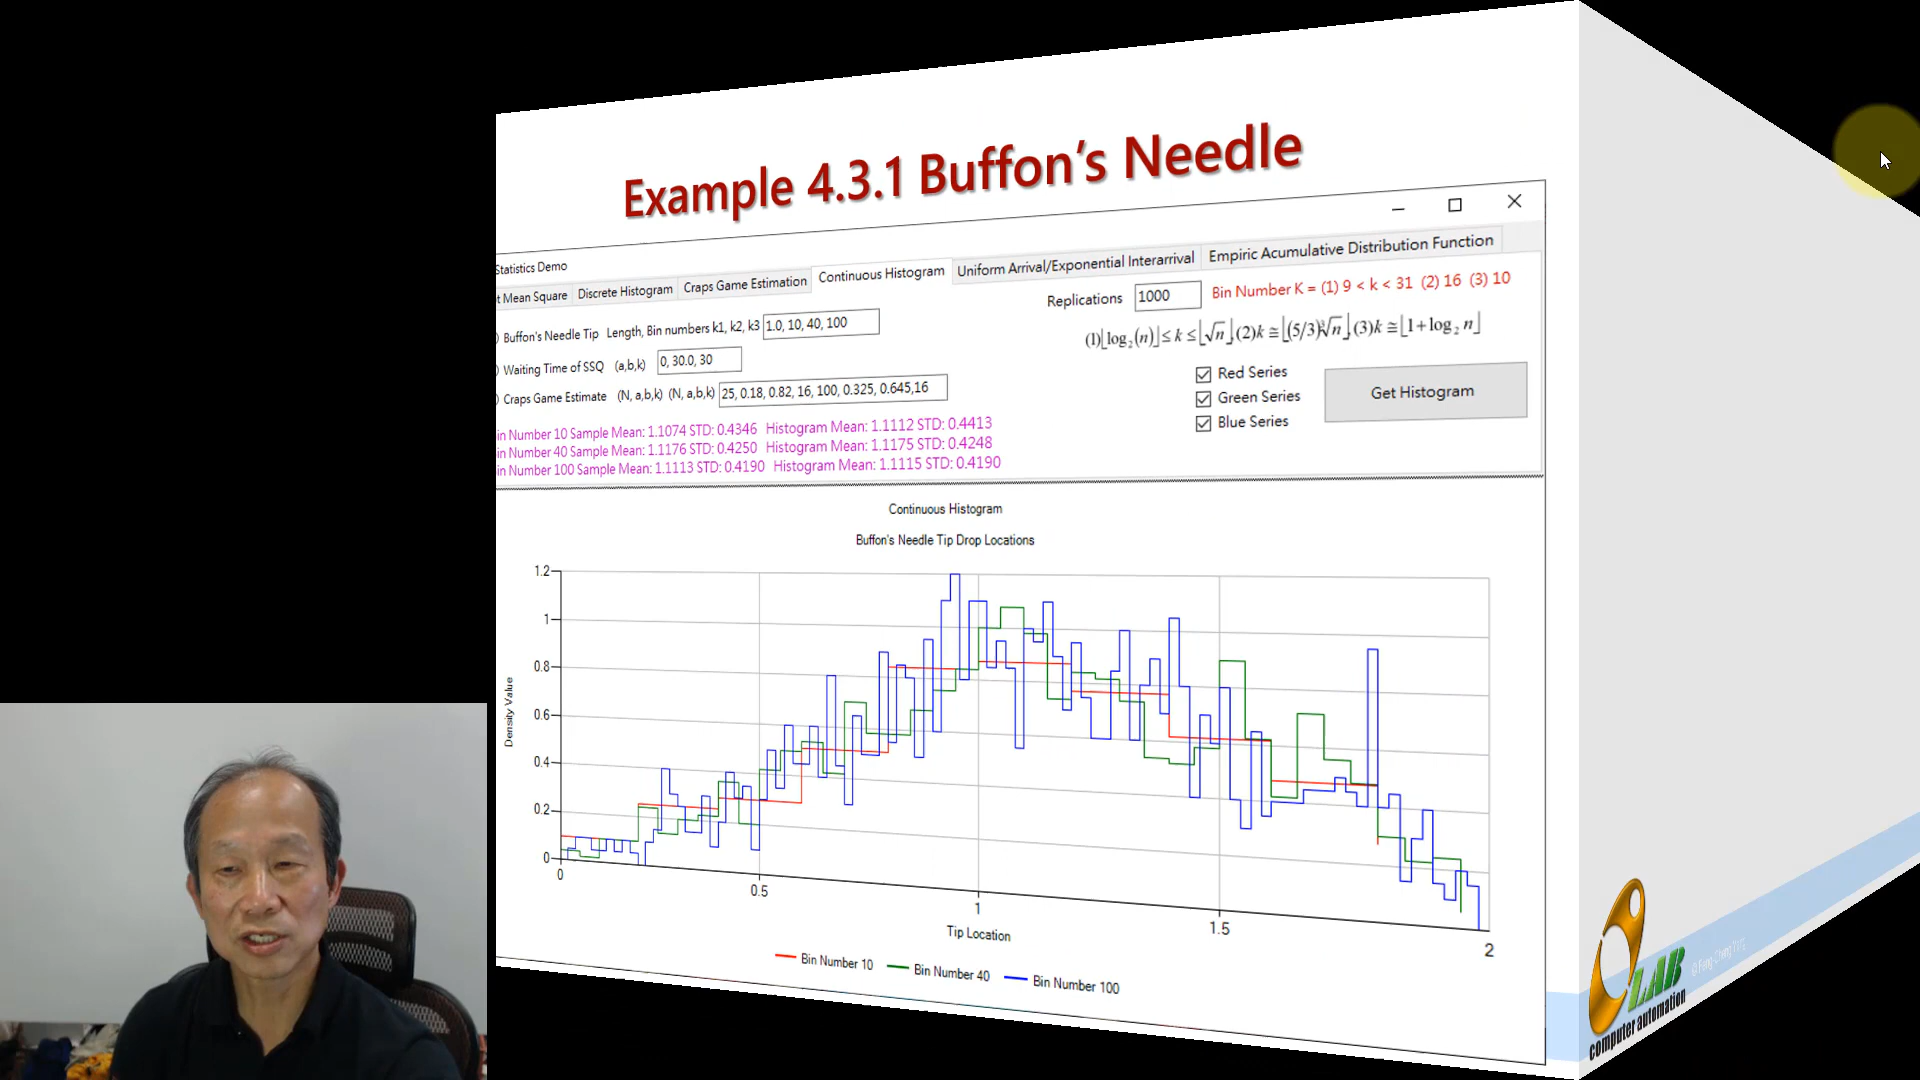 Example 4.3.1 Buffon's Needle
Statistics Demo
t Mean Square
Discrete Histogram
Craps Game Estimation
Continuous Histogram
Uniform Arrival/Exponential Interarrival
Empiric Acumulative Distribution Function
Replications 1000
Bin Number K = (1) 9 < k < 31 (2) 16 (3) 10
Buffon's Needle Tip Length, Bin numbers k1, k2, k3 1.0, 10, 40, 100
(1)⌊log₂(n)⌋ ≤ k ≤ ⌊√n⌋, (2)k ≅ ⌊(5/3)∛n⌋, (3)k ≅ ⌊1+log₂ n⌋
Waiting Time of SSQ (a,b,k) 0, 30.0, 30
Craps Game Estimate (N, a,b,k) (N, a,b,k) 25, 0.18, 0.82, 16, 100, 0.325, 0.645,16
Red Series
Green Series
Blue Series
Get Histogram
in Number 10 Sample Mean: 1.1074 STD: 0.4346 Histogram Mean: 1.1112 STD: 0.4413
in Number 40 Sample Mean: 1.1176 STD: 0.4250 Histogram Mean: 1.1175 STD: 0.4248
in Number 100 Sample Mean: 1.1113 STD: 0.4190 Histogram Mean: 1.1115 STD: 0.4190
Continuous Histogram
Buffon's Needle Tip Drop Locations
Density Value
1.2
1
0.8
0.6
0.4
0.2
0
0
0.5
1
1.5
2
Tip Location
Bin Number 10
Bin Number 40
Bin Number 100
LAB
computer automation